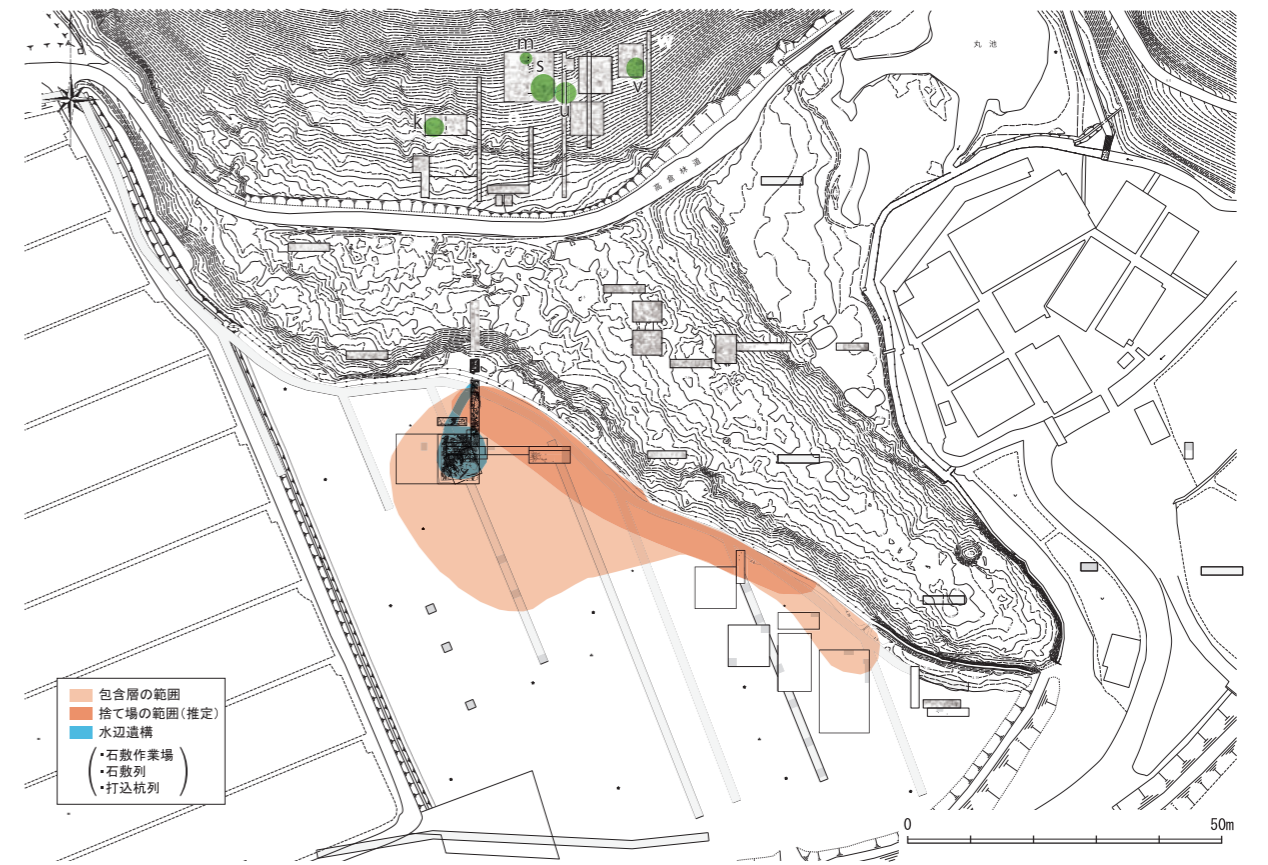 丸池
m
S
W
V
u
K
高倉林道
包含層の範囲
捨て場の範囲(推定)
水辺遺構
・石敷作業場
・石敷列
・打込杭列
0 50m